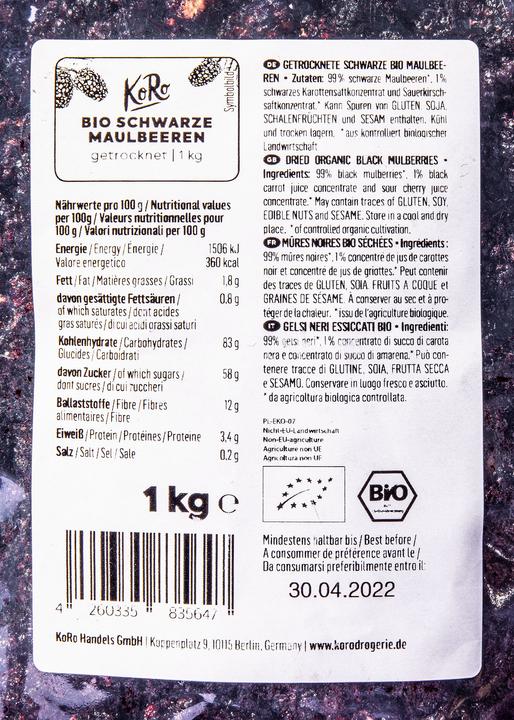 KoRo
Symbolbild
BIO SCHWARZE
MAULBEEREN
getrocknet | 1 kg
Nährwerte pro 100 g / Nutritional values
per 100g / Valeurs nutritionnelles pour
100 g / Valori nutrizionali per 100 g
Energie / Energy / Énergie / 1506 kJ
Valore energetico 360 kcal
Fett / Fat / Matières grasses / Grassi 1,8 g
davon gesättigte Fettsäuren / 0,8 g
of which saturates / dont acides
gras saturés / di cui acidi grassi saturi
Kohlenhydrate / Carbohydrates / 83 g
Glucides / Carboidrati
davon Zucker / of which sugars / 58 g
dont sucres / di cui zuccheri
Ballaststoffe / Fibre / Fibres 12 g
alimentaires / Fibre
Eiweiß / Protein / Protéines / Proteine 3,4 g
Salz / Salt / Sel / Sale 0,2 g
1 kg e
4 260335 835647
KoRo Handels GmbH | Koppenplatz 9, 10115 Berlin, Germany | www.korodrogerie.de
DE GETROCKNETE SCHWARZE BIO MAULBEE-
REN • Zutaten: 99% schwarze Maulbeeren*, 1%
schwarzes Karottensaftkonzentrat und Sauerkirsch-
saftkonzentrat.* Kann Spuren von GLUTEN, SOJA,
SCHALENFRÜCHTEN und SESAM enthalten. Kühl
und trocken lagern. *aus kontrolliert biologischer
Landwirtschaft
GB DRIED ORGANIC BLACK MULBERRIES •
Ingredients: 99% black mulberries*, 1% black
carrot juice concentrate and sour cherry juice
concentrate.* May contain traces of GLUTEN, SOY,
EDIBLE NUTS and SESAME. Store in a cool and dry
place. *of controlled organic cultivation.
FR MÛRES NOIRES BIO SÉCHÉES • Ingrédients:
99% mûres noires*, 1% concentré de jus de carottes
noir et concentré de jus de griottes.* Peut contenir
des traces de GLUTEN, SOJA, FRUITS À COQUE et
GRAINES DE SÉSAME. À conserver au sec et à pro-
téger de la chaleur. *issu de l'agriculture biologique.
IT GELSI NERI ESSICCATI BIO • Ingredienti:
99% gelsi neri*, 1% concentrato di succo di carota
nera e concentrato di succo di amarena.* Può con-
tenere tracce di GLUTINE, SOIA, FRUTTA SECCA
e SESAMO. Conservare in luogo fresco e asciutto.
*da agricoltura biologica controllata.
PL-EKO-07
Nicht-EU-Landwirtschaft
Non-EU-agriculture
Agriculture non UE
Agricoltura non UE
Bio
Mindestens haltbar bis / Best before /
A consommer de préférence avant le /
Da consumarsi preferibilmente entro il:
30.04.2022